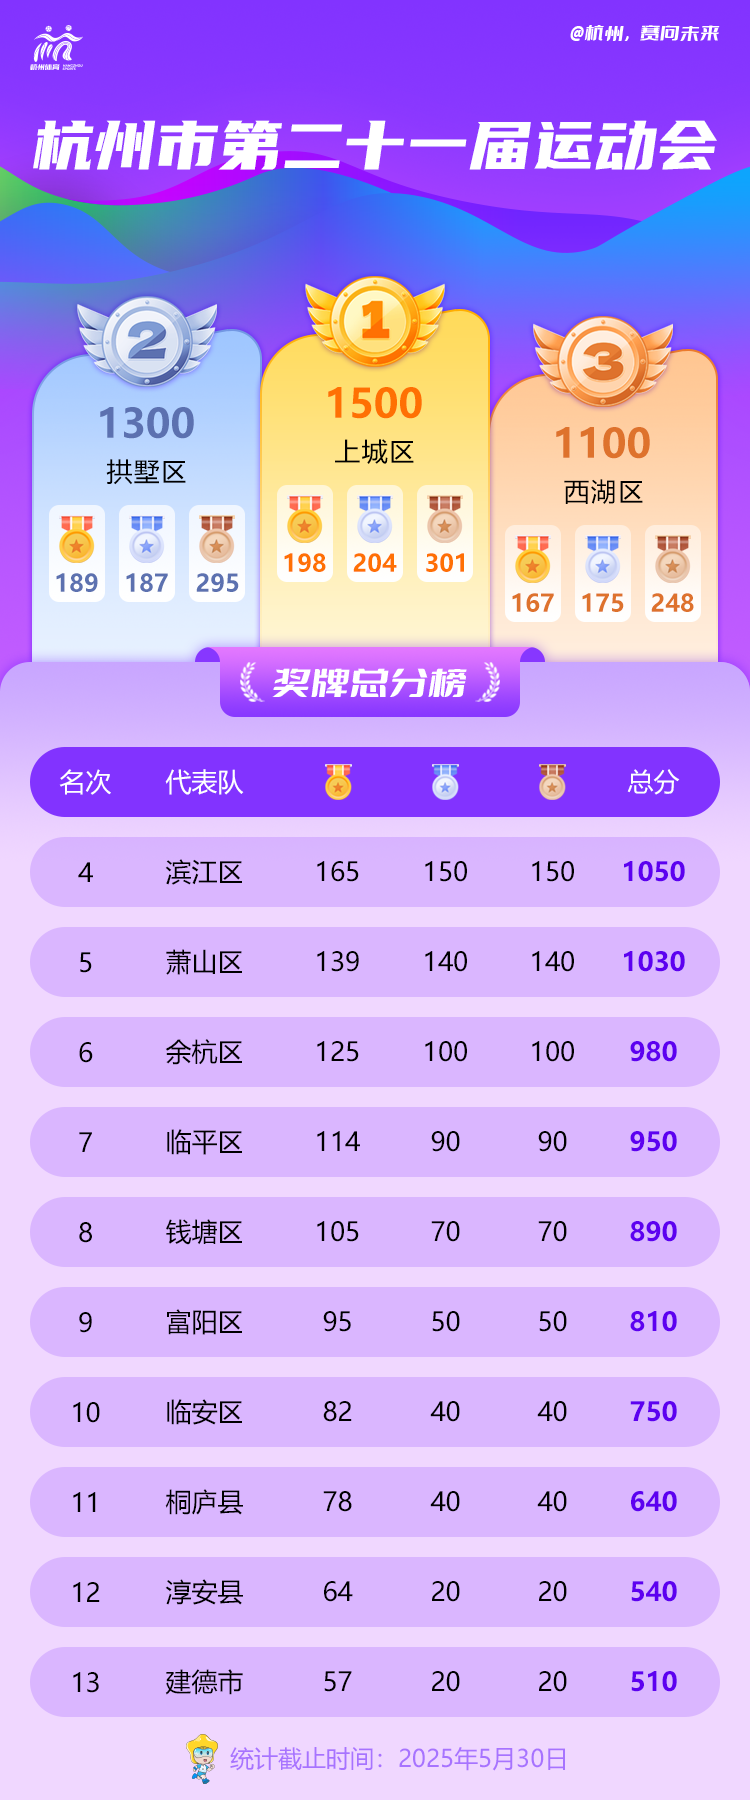 杭州体育
@杭州, 赛向未来
杭州市第二十一届运动会
2
1300
拱墅区
189 187 295
1
1500
上城区
198 204 301
3
1100
西湖区
167 175 248
奖牌总分榜
名次 代表队 总分
4 滨江区 165 150 150 1050
5 萧山区 139 140 140 1030
6 余杭区 125 100 100 980
7 临平区 114 90 90 950
8 钱塘区 105 70 70 890
9 富阳区 95 50 50 810
10 临安区 82 40 40 750
11 桐庐县 78 40 40 640
12 淳安县 64 20 20 540
13 建德市 57 20 20 510
统计截止时间：2025年5月30日